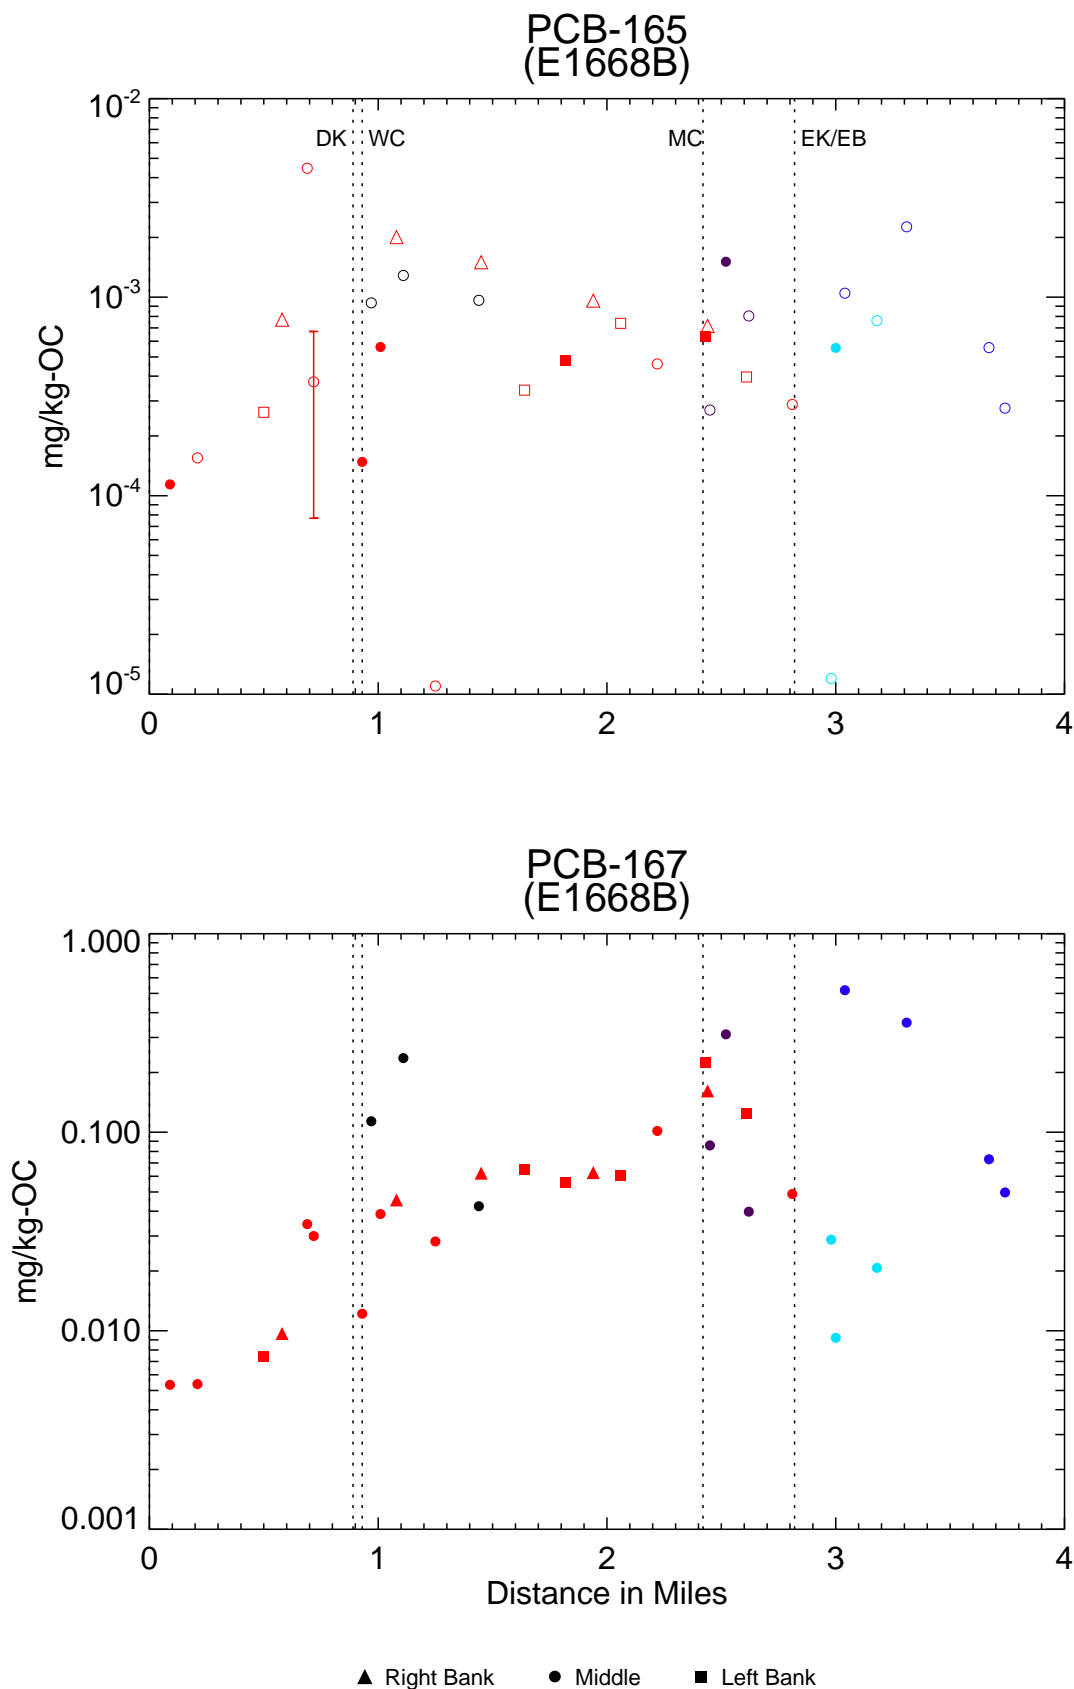 PCB-165
(E1668B)
10-2
DK WC MC EK/EB
10-3
mg/kg-OC
10-4
10-5
0 1 2 3 4
PCB-167
(E1668B)
1.000
0.100
mg/kg-OC
0.010
0.001
0 1 2 3 4
Distance in Miles
Right Bank Middle Left Bank